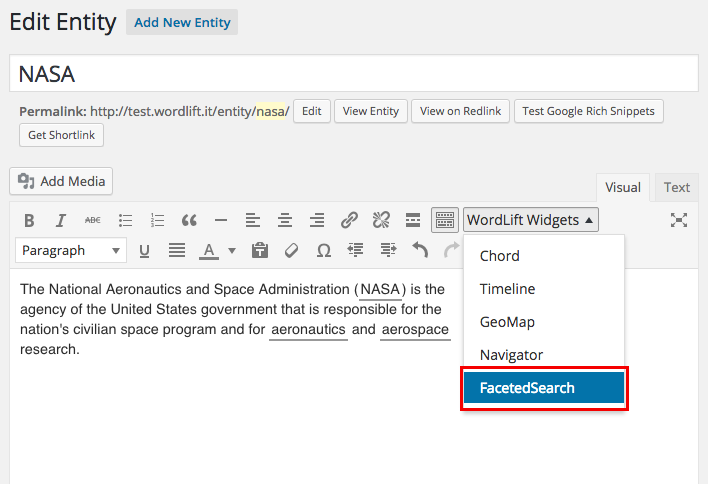 Edit Entity Add New Entity
NASA
Permalink: http://test.wordlift.it/entity/nasa/ Edit View Entity View on Redlink Test Google Rich Snippets
Get Shortlink
Add Media
Visual Text
B I ABC WordLift Widgets
Paragraph U A Ω
Chord
Timeline
GeoMap
Navigator
FacetedSearch
The National Aeronautics and Space Administration (NASA) is the
agency of the United States government that is responsible for the
nation's civilian space program and for aeronautics and aerospace
research.